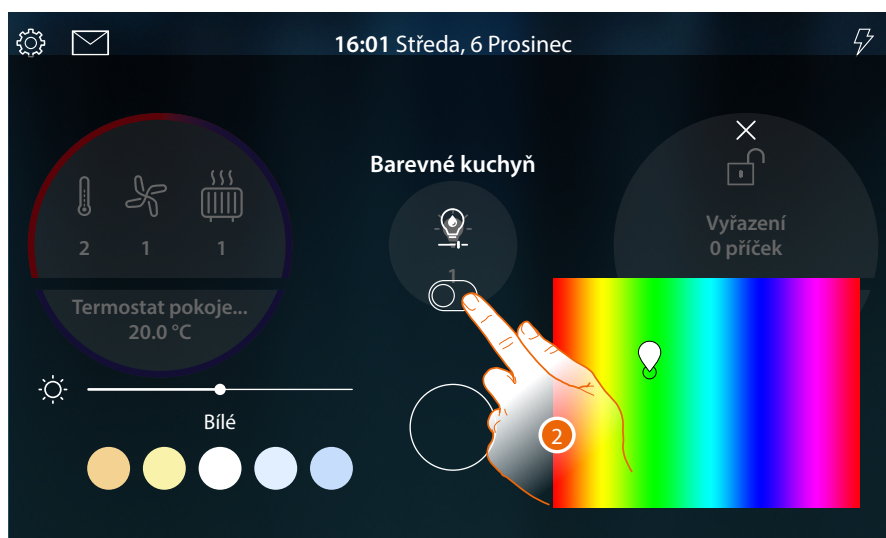 16:01 Středa, 6 Prosinec
Barevné kuchyň
2 1 1
1
Vyřazení
0 příček
Termostat pokoje...
20.0 °C
Bílé
2